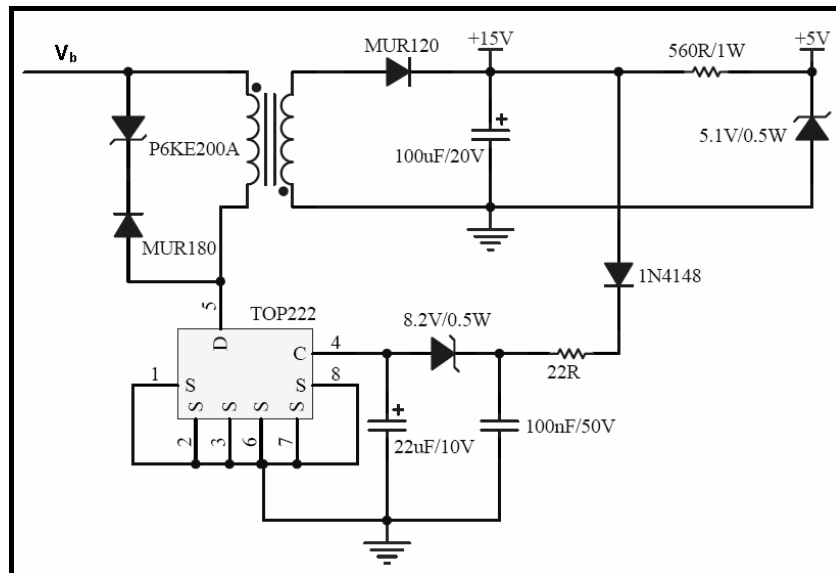 V_b
MUR120
+15V
560R/1W
+5V
P6KE200A
100uF/20V
5.1V/0.5W
MUR180
1N4148
5
TOP222
8.2V/0.5W
D
C
4
22R
1
S
S
8
S
S
S
S
2
3
6
7
22uF/10V
100nF/50V